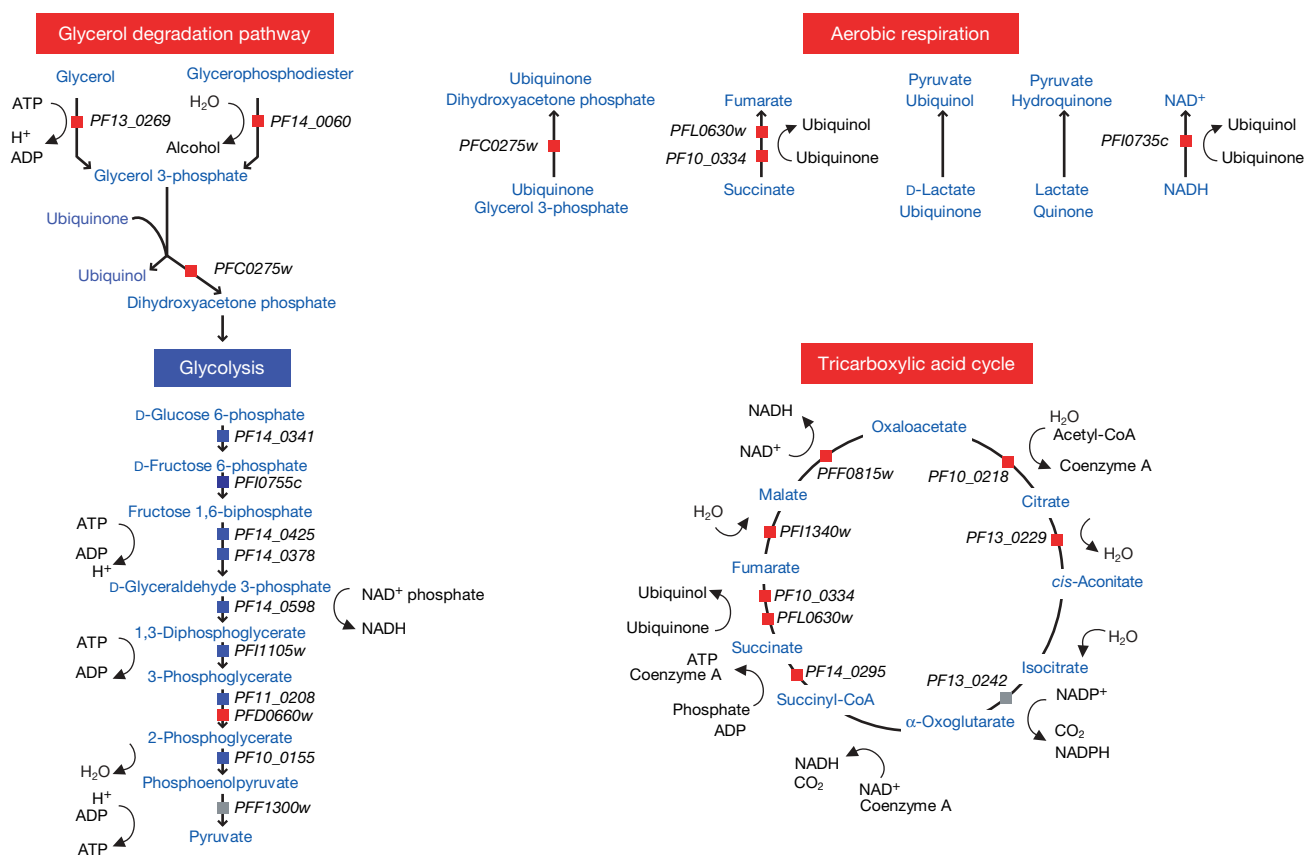 Glycerol degradation pathway
Glycerol
Glycerophosphodiester
ATP
H+
ADP
PF13_0269
H2O
Alcohol
PF14_0060
Glycerol 3-phosphate
Ubiquinone
Ubiquinol
PFC0275w
Dihydroxyacetone phosphate
Glycolysis
D-Glucose 6-phosphate
PF14_0341
D-Fructose 6-phosphate
PFI0755c
Fructose 1,6-biphosphate
ATP
ADP
H+
PF14_0425
PF14_0378
D-Glyceraldehyde 3-phosphate
PF14_0598
NAD+ phosphate
NADH
1,3-Diphosphoglycerate
ATP
ADP
PFI1105w
3-Phosphoglycerate
PF11_0208
PFD0660w
2-Phosphoglycerate
H2O
PF10_0155
Phosphoenolpyruvate
H+
ADP
ATP
PFF1300w
Pyruvate
Aerobic respiration
Ubiquinone
Dihydroxyacetone phosphate
PFC0275w
Ubiquinone
Glycerol 3-phosphate
Fumarate
PFL0630w
PF10_0334
Ubiquinol
Ubiquinone
Succinate
Pyruvate
Ubiquinol
D-Lactate
Ubiquinone
Pyruvate
Hydroquinone
Lactate
Quinone
NAD+
PFI0735c
Ubiquinol
Ubiquinone
NADH
Tricarboxylic acid cycle
Oxaloacetate
H2O
Acetyl-CoA
Coenzyme A
PF10_0218
Citrate
PF13_0229
H2O
cis-Aconitate
H2O
Isocitrate
PF13_0242
NADP+
CO2
NADPH
α-Oxoglutarate
NADH
CO2
NAD+
Coenzyme A
Succinyl-CoA
PF14_0295
ATP
Coenzyme A
Phosphate
ADP
Succinate
PFL0630w
PF10_0334
Ubiquinol
Ubiquinone
Fumarate
PFI1340w
H2O
Malate
PFF0815w
NADH
NAD+